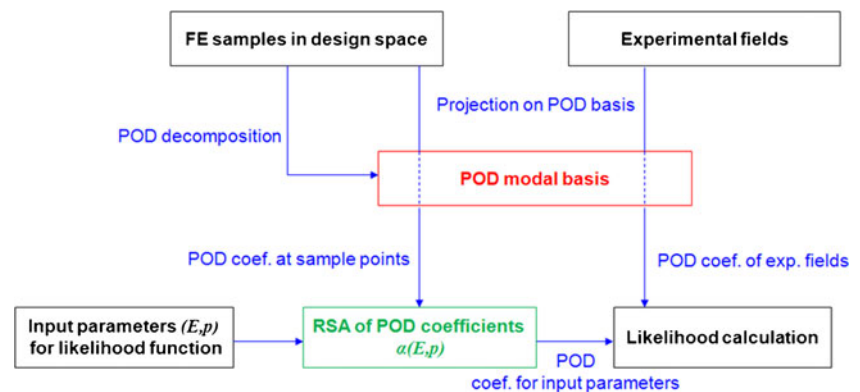 FE samples in design space
Experimental fields
Projection on POD basis
POD decomposition
POD modal basis
POD coef. at sample points
POD coef. of exp. fields
Input parameters (E,p)
for likelihood function
RSA of POD coefficients
α(E,p)
Likelihood calculation
POD
coef. for input parameters